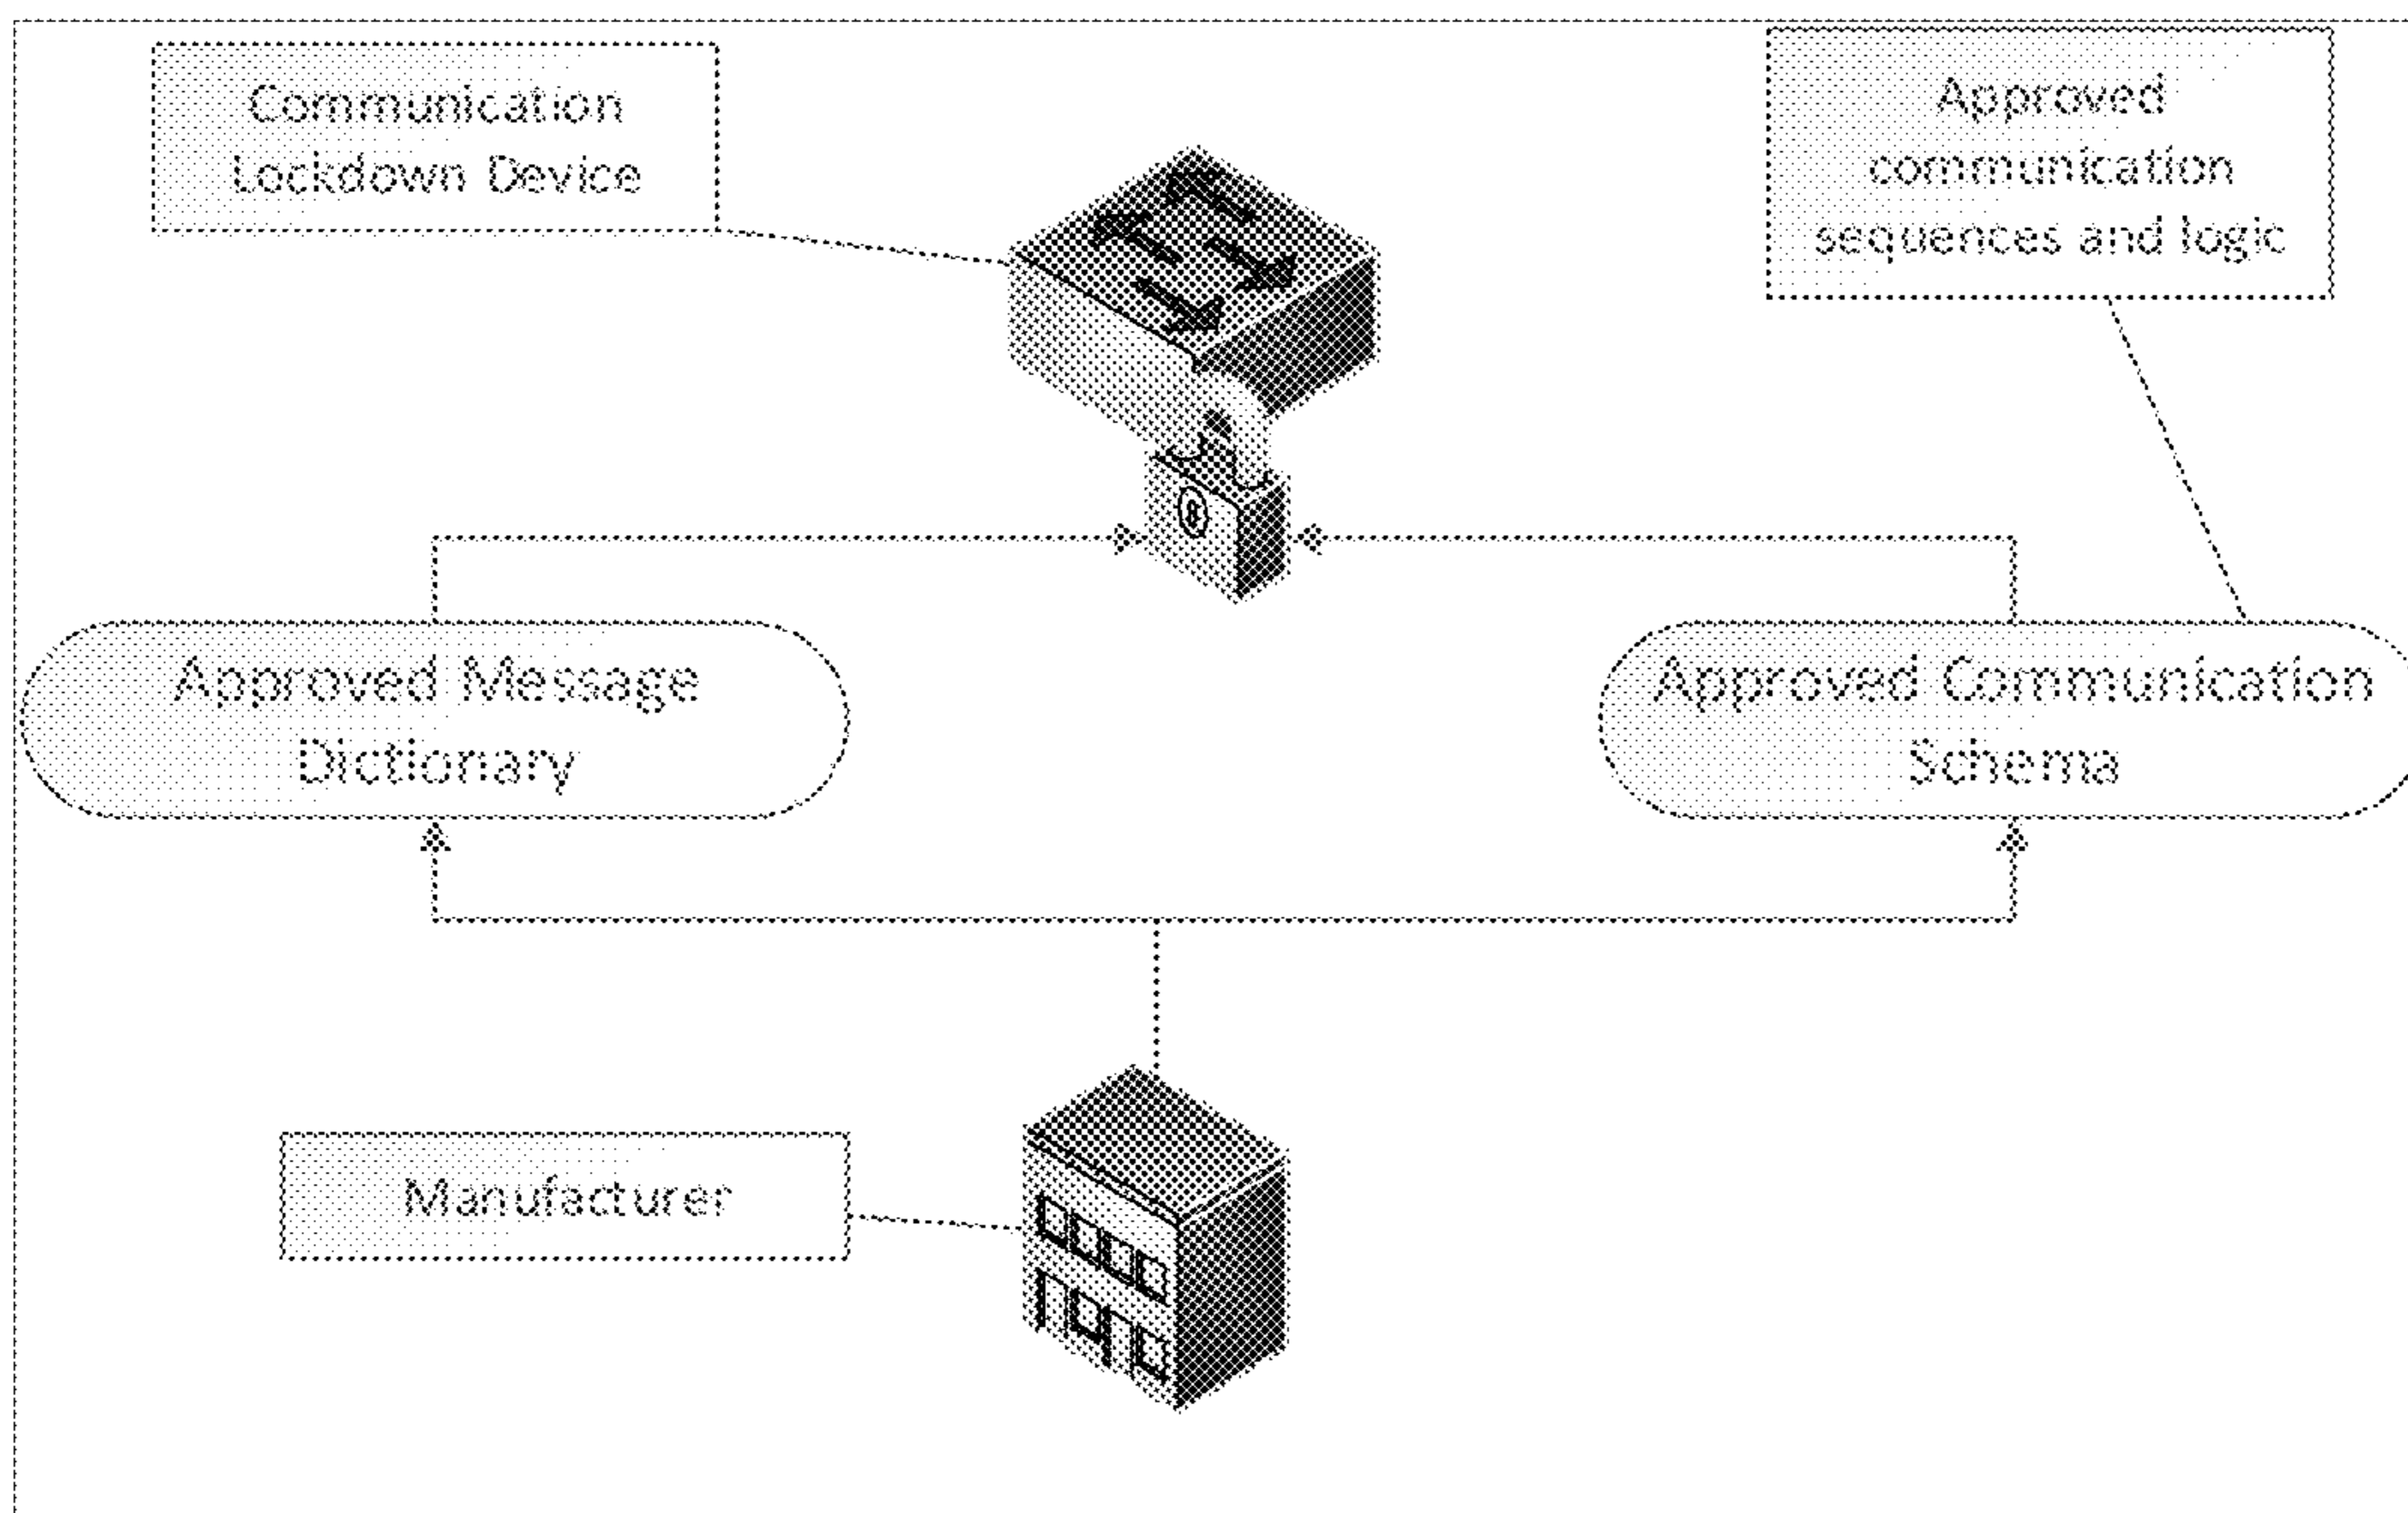 Communication
Lockdown Device
Approved
communication
sequences and logic
Approved Message
Dictionary
Approved Communication
Schema
Manufacturer